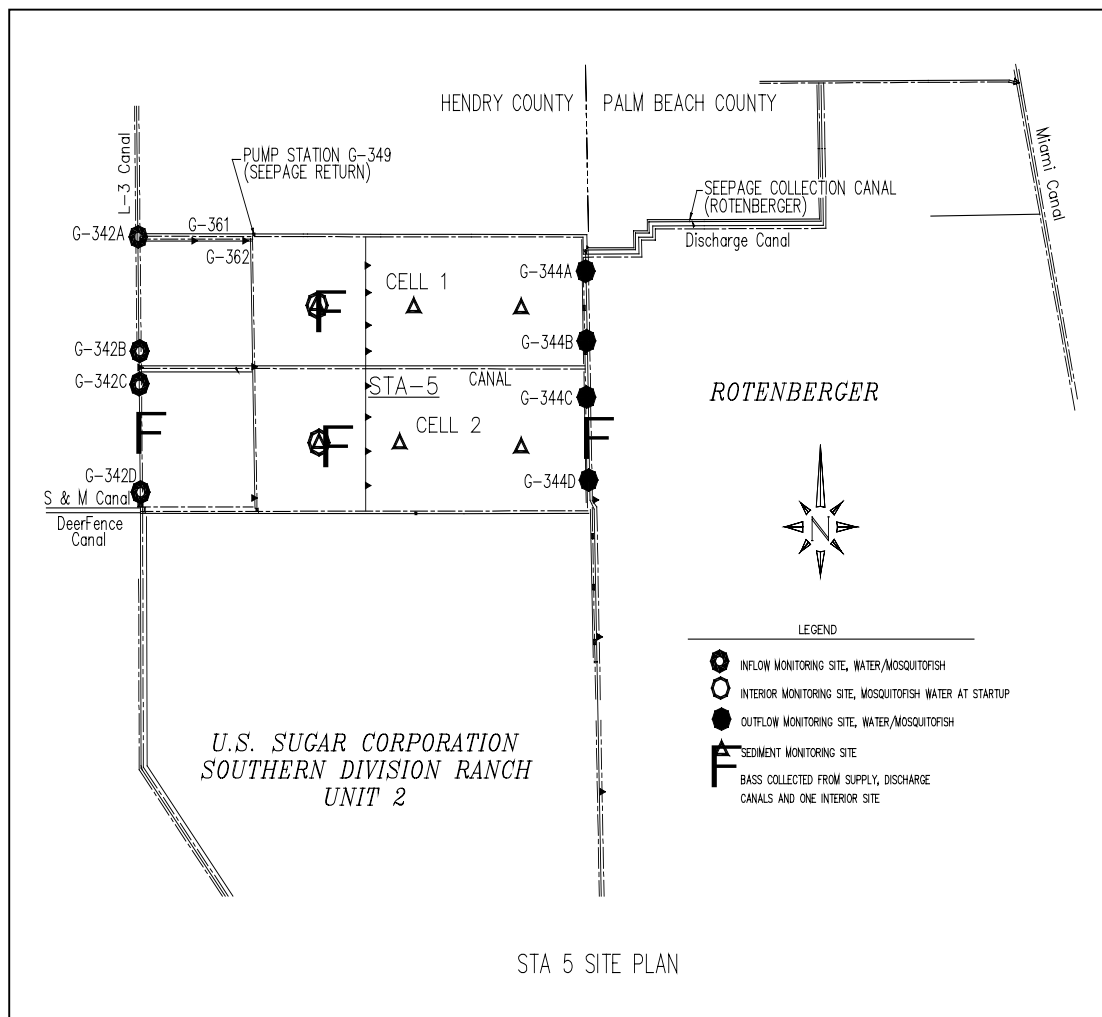 HENDRY COUNTY
PALM BEACH COUNTY
L-3 Canal
PUMP STATION G-349
(SEEPAGE RETURN)
Miami Canal
SEEPAGE COLLECTION CANAL
(ROTENBERGER)
Discharge Canal
G-342A
G-361
G-362
CELL 1
F
G-344A
G-344B
G-342B
G-342C
CANAL
STA-5
G-344C
ROTENBERGER
F
CELL 2
F
F
G-342D
G-344D
S & M Canal
DeerFence
Canal
N
LEGEND
INFLOW MONITORING SITE, WATER/MOSQUITOFISH
INTERIOR MONITORING SITE, MOSQUITOFISH WATER AT STARTUP
OUTFLOW MONITORING SITE, WATER/MOSQUITOFISH
SEDIMENT MONITORING SITE
F
BASS COLLECTED FROM SUPPLY, DISCHARGE
CANALS AND ONE INTERIOR SITE
U.S. SUGAR CORPORATION
SOUTHERN DIVISION RANCH
UNIT 2
STA 5 SITE PLAN